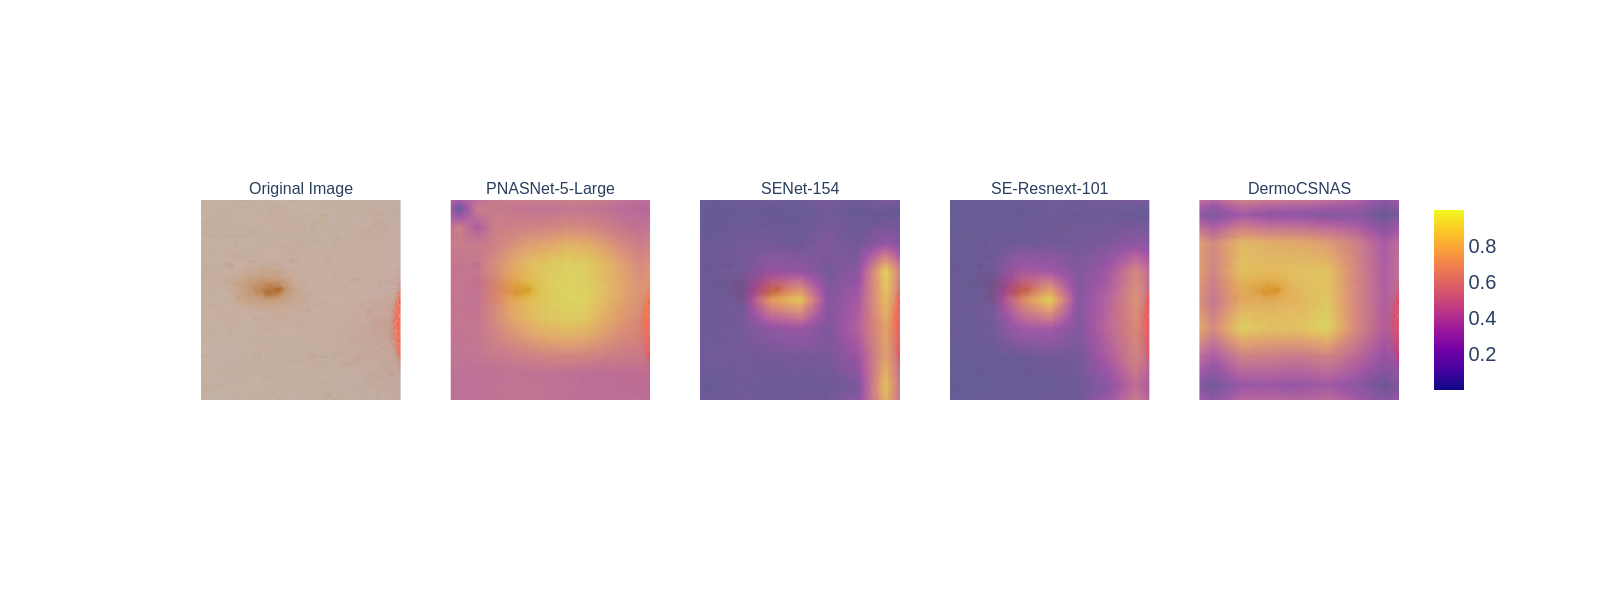 Original Image
PNASNet-5-Large
SENet-154
SE-Resnext-101
DermoCSNAS
0.8
0.6
0.4
0.2